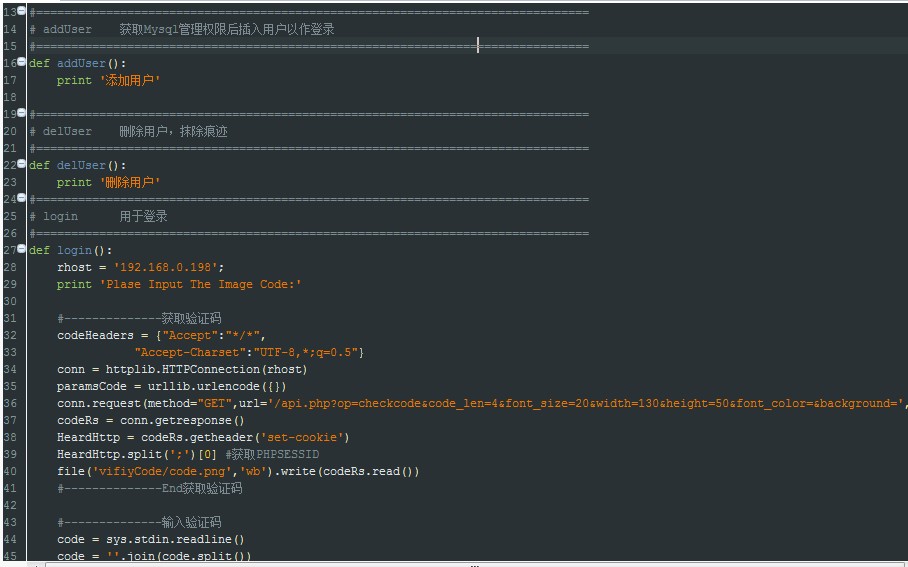 13 #===============================================================================
14 # addUser    获取Mysql管理权限后插入用户以作登录
15 #===============================================================================
16 def addUser():
17     print '添加用户'
18
19 #===============================================================================
20 # delUser    删除用户，抹除痕迹
21 #===============================================================================
22 def delUser():
23     print '删除用户'
24 #===============================================================================
25 # login      用于登录
26 #===============================================================================
27 def login():
28     rhost = '192.168.0.198';
29     print 'Plase Input The Image Code:'
30
31     #--------------获取验证码
32     codeHeaders = {"Accept":"*/*",
33                "Accept-Charset":"UTF-8,*;q=0.5"}
34     conn = httplib.HTTPConnection(rhost)
35     paramsCode = urllib.urlencode({})
36     conn.request(method="GET",url='/api.php?op=checkcode&code_len=4&font_size=20&width=130&height=50&font_color=&background=',
37     codeRs = conn.getresponse()
38     HeardHttp = codeRs.getheader('set-cookie')
39     HeardHttp.split(';')[0] #获取PHPSESSID
40     file('vifiyCode/code.png','wb').write(codeRs.read())
41     #--------------End获取验证码
42
43     #--------------输入验证码
44     code = sys.stdin.readline()
45     code = ''.join(code.split())